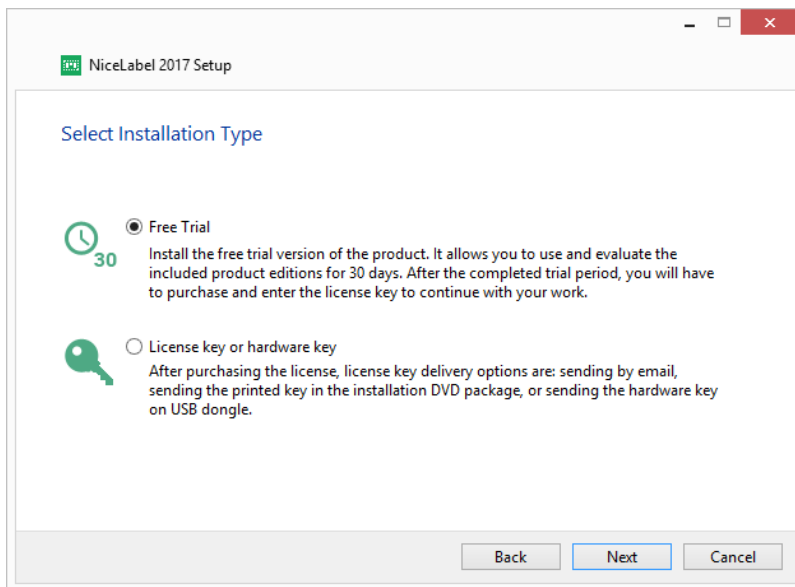 NiceLabel 2017 Setup
Select Installation Type
Free Trial
30
Install the free trial version of the product. It allows you to use and evaluate the
included product editions for 30 days. After the completed trial period, you will have
to purchase and enter the license key to continue with your work.
License key or hardware key
After purchasing the license, license key delivery options are: sending by email,
sending the printed key in the installation DVD package, or sending the hardware key
on USB dongle.
Back Next Cancel